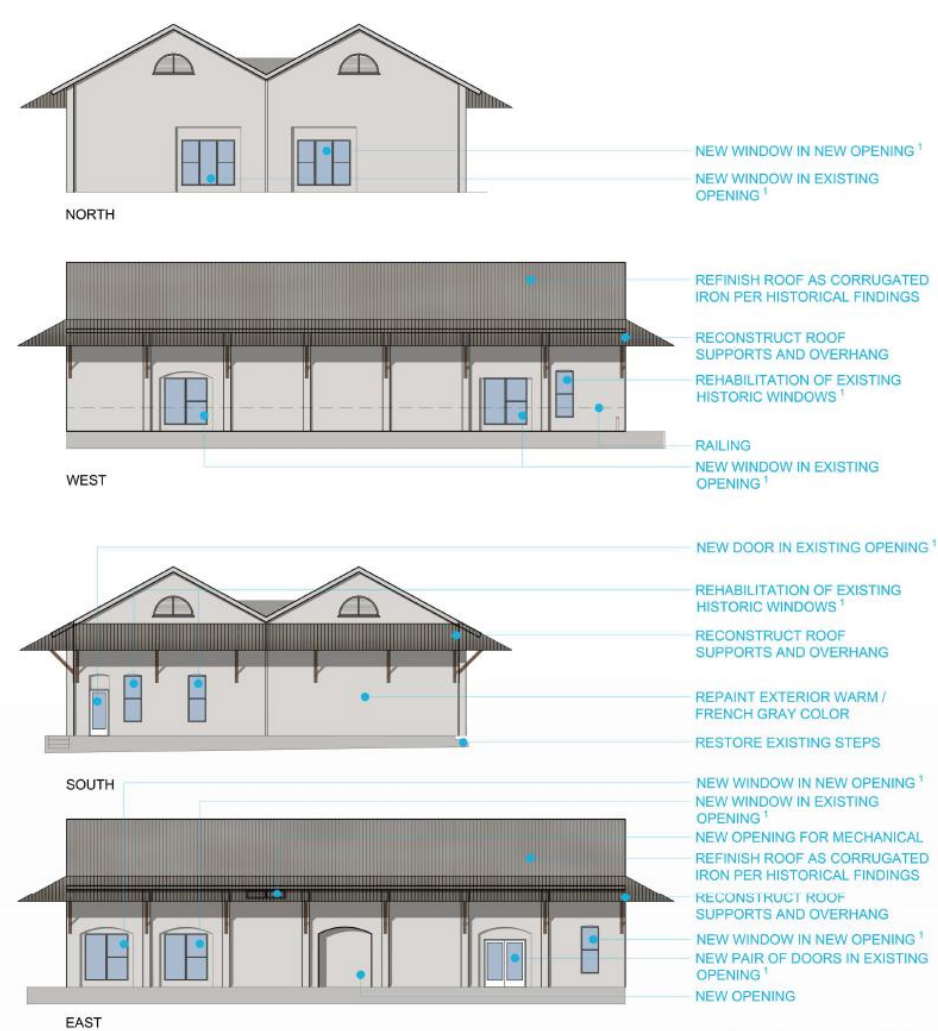 NEW WINDOW IN NEW OPENING 1
NEW WINDOW IN EXISTING
OPENING 1
NORTH
REFINISH ROOF AS CORRUGATED
IRON PER HISTORICAL FINDINGS
RECONSTRUCT ROOF
SUPPORTS AND OVERHANG
REHABILITATION OF EXISTING
HISTORIC WINDOWS 1
RAILING
NEW WINDOW IN EXISTING
OPENING 1
WEST
NEW DOOR IN EXISTING OPENING 1
REHABILITATION OF EXISTING
HISTORIC WINDOWS 1
RECONSTRUCT ROOF
SUPPORTS AND OVERHANG
REPAINT EXTERIOR WARM /
FRENCH GRAY COLOR
RESTORE EXISTING STEPS
SOUTH
NEW WINDOW IN NEW OPENING 1
NEW WINDOW IN EXISTING
OPENING 1
NEW OPENING FOR MECHANICAL
REFINISH ROOF AS CORRUGATED
IRON PER HISTORICAL FINDINGS
RECONSTRUCT ROOF
SUPPORTS AND OVERHANG
NEW WINDOW IN NEW OPENING 1
NEW PAIR OF DOORS IN EXISTING
OPENING 1
NEW OPENING
EAST